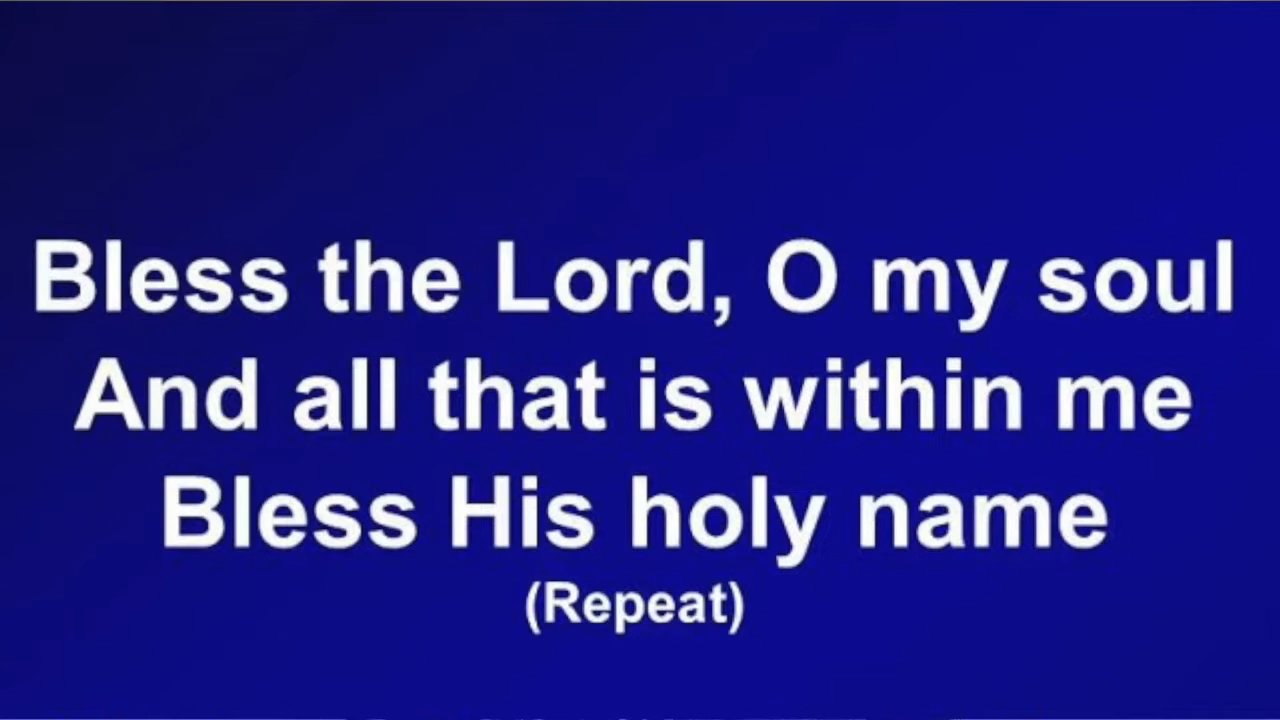 Bless the Lord, O my soul
And all that is within me
Bless His holy name
(Repeat)